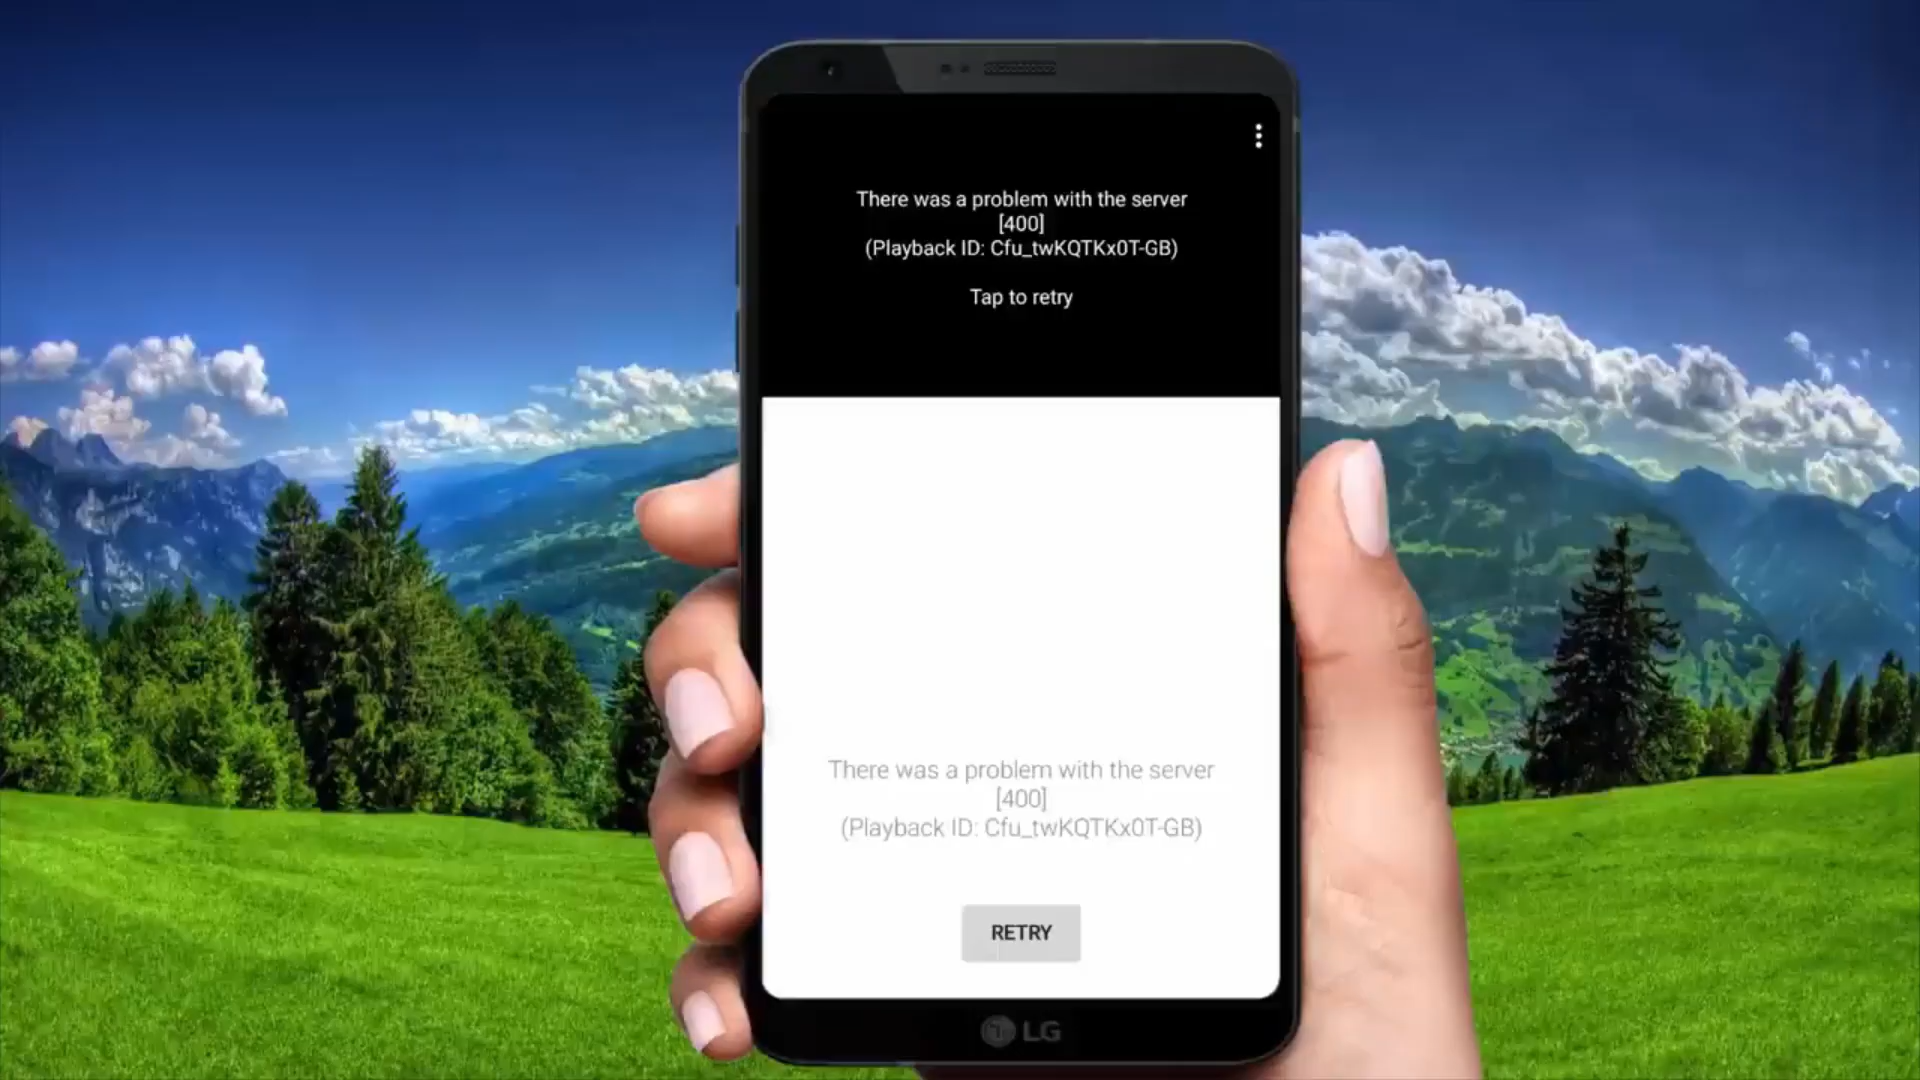 There was a problem with the server
[400]
(Playback ID: Cfu_twKQTKx0T-GB)
Tap to retry
There was a problem with the server
[400]
(Playback ID: Cfu_twKQTKx0T-GB)
RETRY
LG